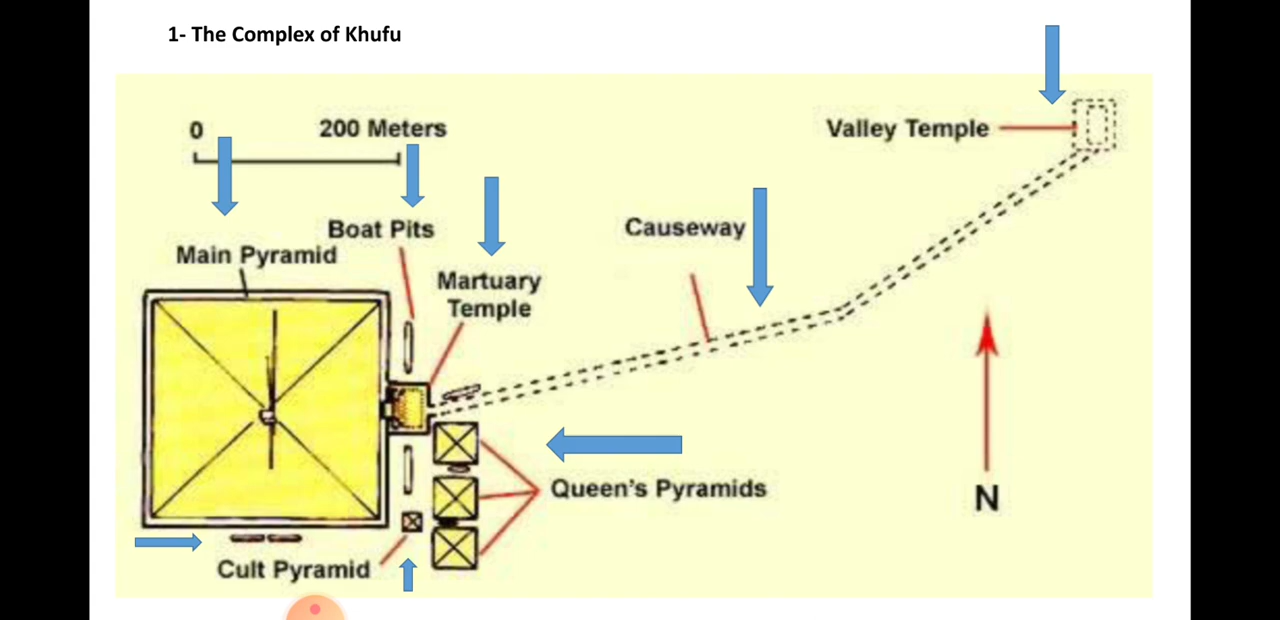 1- The Complex of Khufu
0
200 Meters
Valley Temple
Boat Pits
Causeway
Main Pyramid
Martuary
Temple
Queen's Pyramids
N
Cult Pyramid